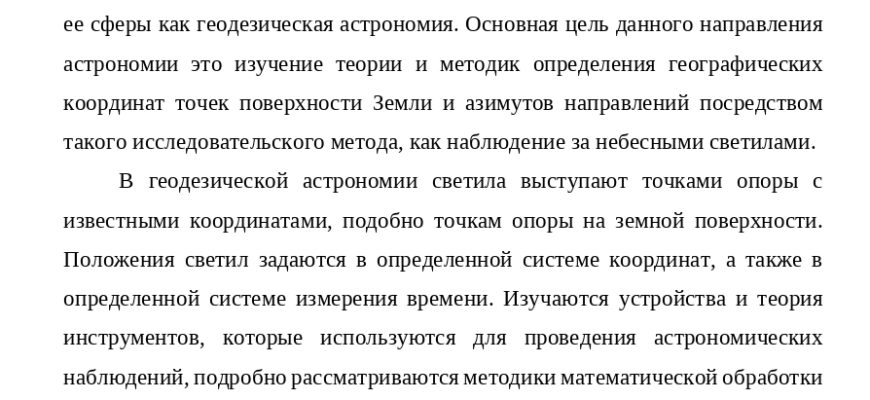 ее сферы как геодезическая астрономия. Основная цель данного направления
астрономии это изучение теории и методик определения географических
координат точек поверхности Земли и азимутов направлений посредством
такого исследовательского метода, как наблюдение за небесными светилами.
В геодезической астрономии светила выступают точками опоры с
известными координатами, подобно точкам опоры на земной поверхности.
Положения светил задаются в определенной системе координат, а также в
определенной системе измерения времени. Изучаются устройства и теория
инструментов, которые используются для проведения астрономических
наблюдений, подробно рассматриваются методики математической обработки